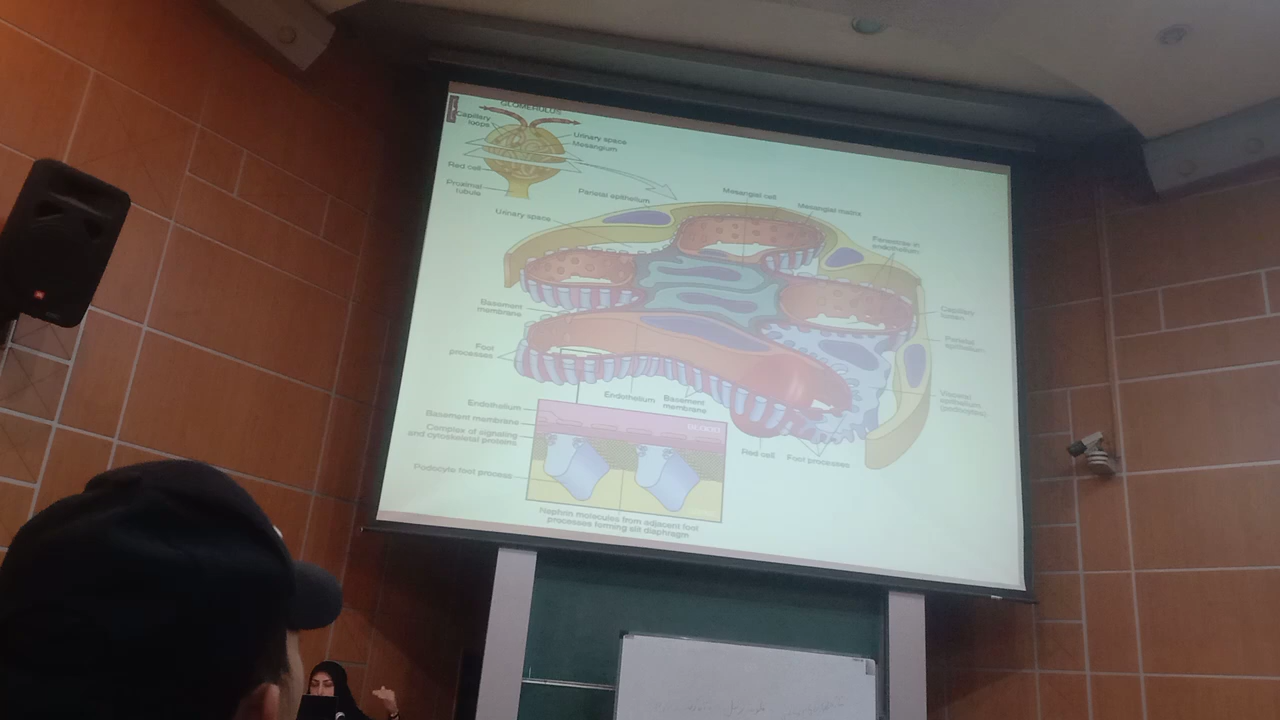 GLOMERULUS
Capillary
loops
Urinary space
Mesangium
Red cell
Proximal
tubule
Parietal epithelium
Mesangial cell
Mesangial matrix
Urinary space
Fenestrae in
endothelium
Basement
membrane
Capillary
lumen
Parietal
epithelium
Foot
processes
Visceral
epithelium
(podocytes)
Endothelium
Basement
membrane
Red cell
Foot processes
Endothelium
Basement membrane
Complex of signaling
and cytoskeletal proteins
Podocyte foot process
Nephrin molecules from adjacent foot
processes forming slit diaphragm